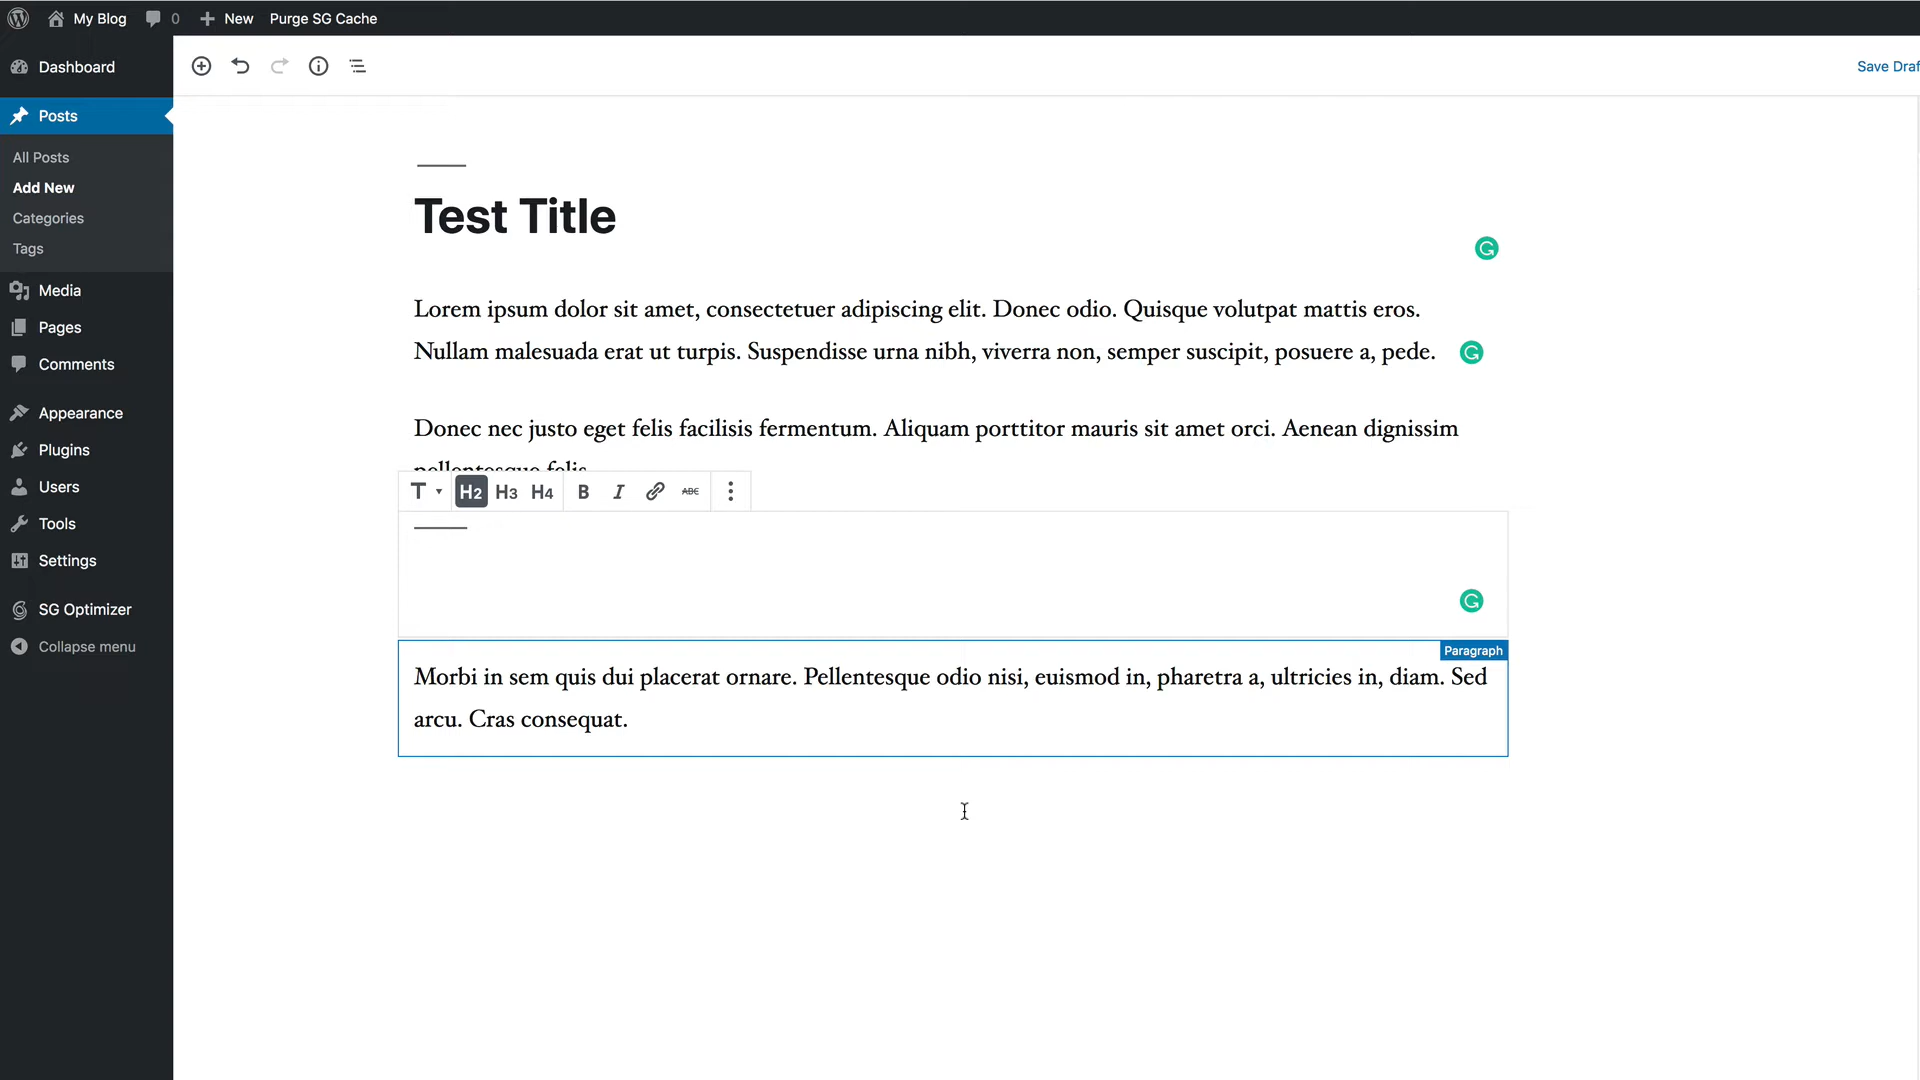 My Blog 0 New Purge SG Cache
Dashboard
Posts
All Posts
Add New
Categories
Tags
Media
Pages
Comments
Appearance
Plugins
Users
Tools
Settings
SG Optimizer
Collapse menu
Save Draf
Test Title
Lorem ipsum dolor sit amet, consectetuer adipiscing elit. Donec odio. Quisque volutpat mattis eros.
Nullam malesuada erat ut turpis. Suspendisse urna nibh, viverra non, semper suscipit, posuere a, pede.
Donec nec justo eget felis facilisis fermentum. Aliquam porttitor mauris sit amet orci. Aenean dignissim
pellentesque felis.
T H2 H3 H4 B I ABC
Paragraph
Morbi in sem quis dui placerat ornare. Pellentesque odio nisi, euismod in, pharetra a, ultricies in, diam. Sed
arcu. Cras consequat.